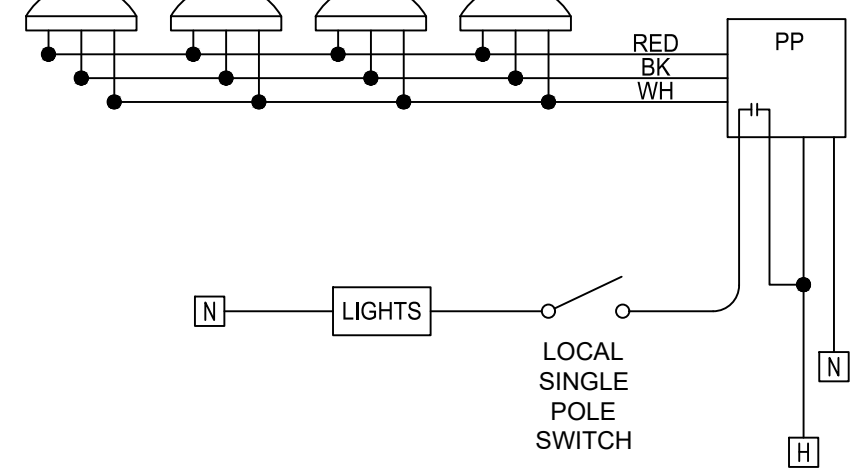 RED
BK
WH
PP
N
LIGHTS
LOCAL
SINGLE
POLE
SWITCH
N
H